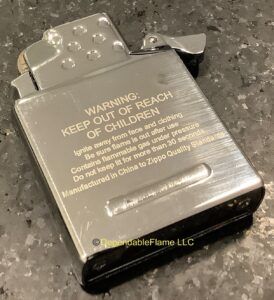 WARNING:
KEEP OUT OF REACH
OF CHILDREN
Ignite away from face and clothing
Be sure flame is out after use
Contains flammable gas under pressure
Do not keep lit for more than 30 seconds
Manufactured in China to Zippo Quality Standards
©DependableFlame LLC